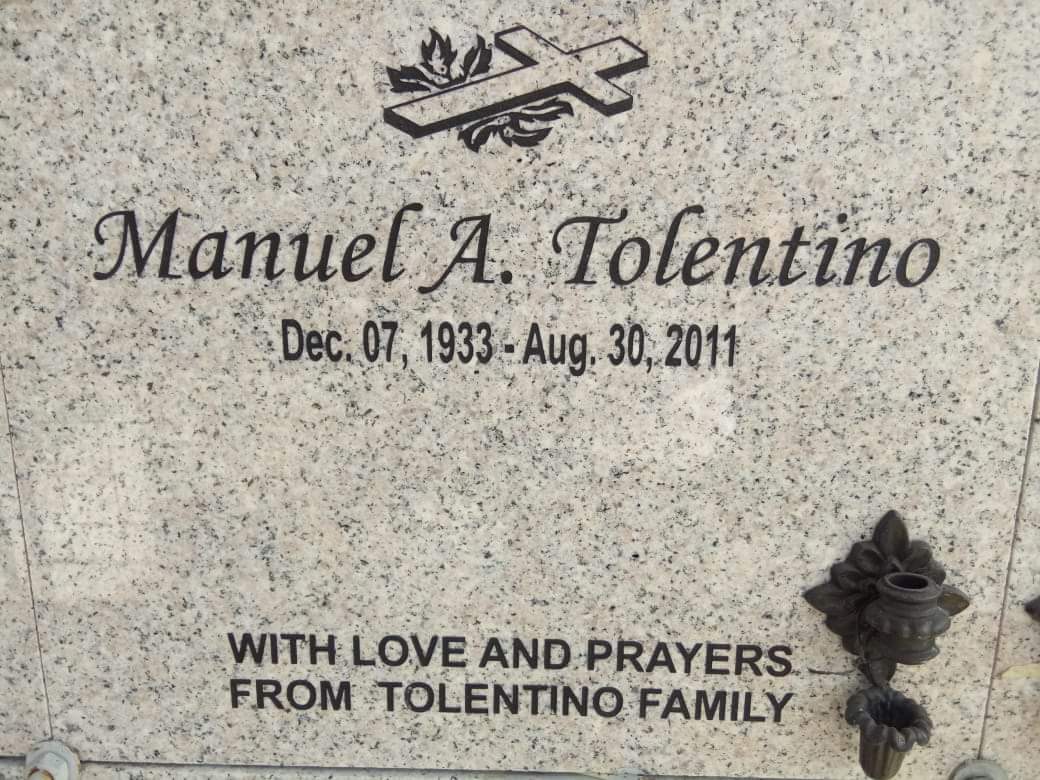 Manuel A. Tolentino
Dec. 07, 1933 - Aug. 30, 2011
WITH LOVE AND PRAYERS
FROM TOLENTINO FAMILY